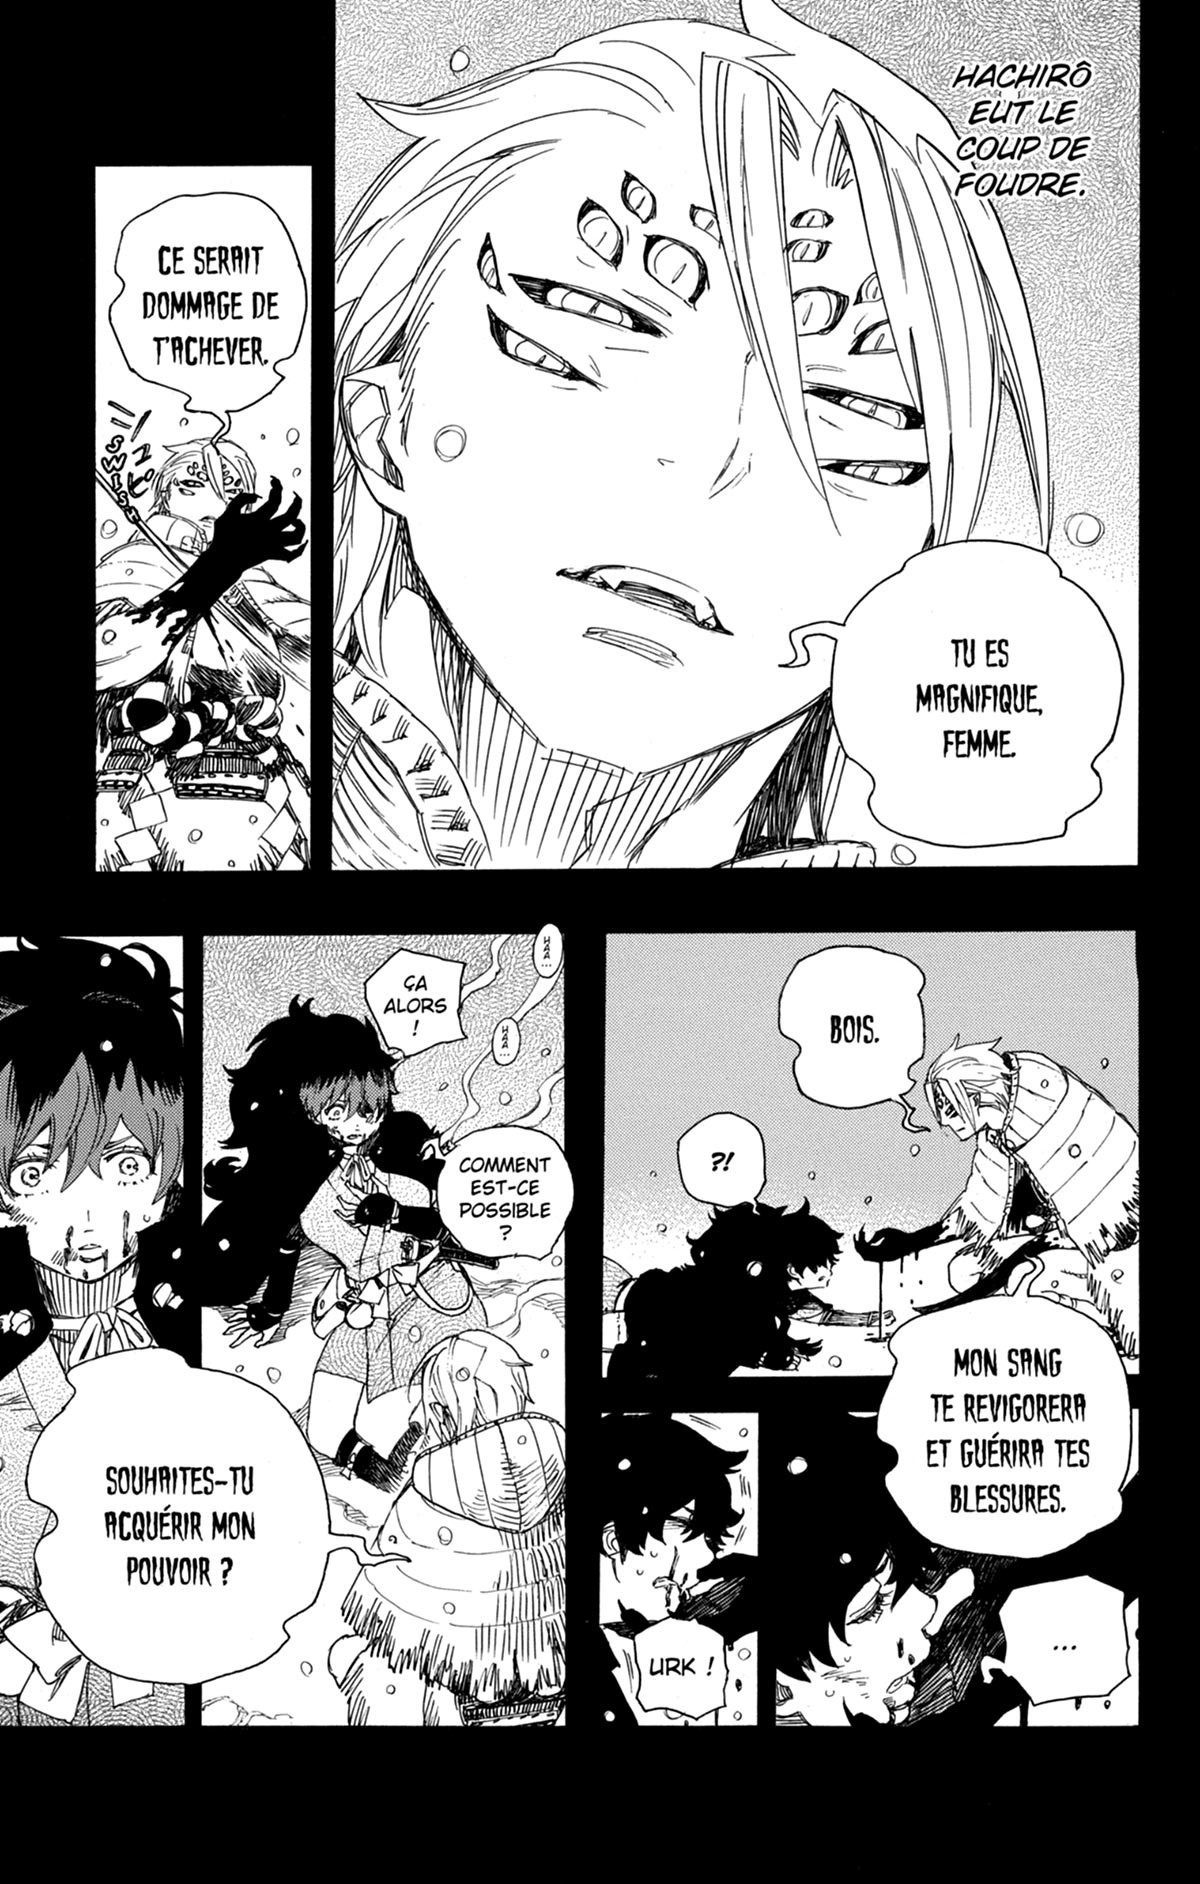 HACHIRÔ
EUT LE
COUP DE
FOUDRE.
TU ES
MAGNIFIQUE,
FEMME.
CE SERAIT
DOMMAGE DE
T'ACHEVER.
ピュ
SWISH
BOIS.
?!
MON SANG
TE REVIGORERA
ET GUÉRIRA TES
BLESSURES.
...
URK !
HAA...
HAA...
ÇA
ALORS
!
COMMENT
EST-CE
POSSIBLE
?
SOUHAITES-TU
ACQUÉRIR MON
POUVOIR ?